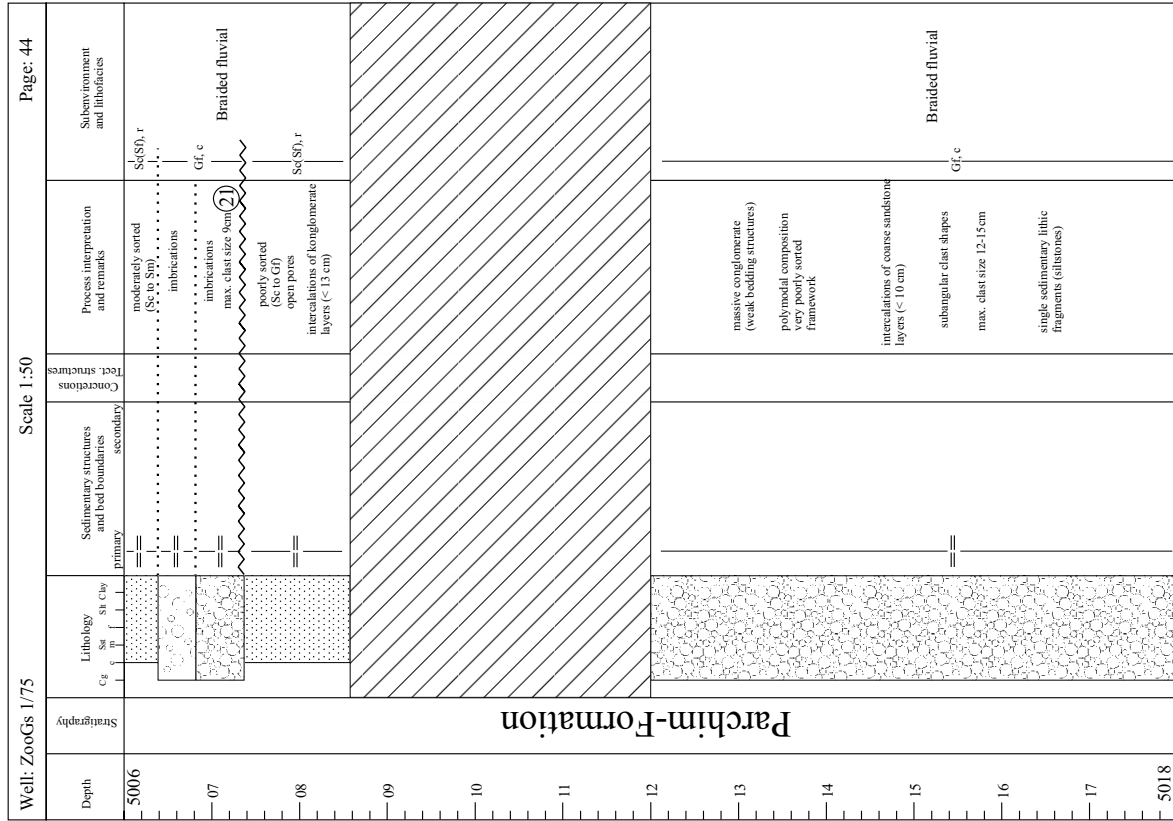 Well: ZooGs 1/75
Scale 1:50
Page: 44
Depth
Stratigraphy
Lithology
Cg
c
Sst
m
f
Slt
Clay
Sedimentary structures
and bed boundaries
primary
secondary
Concretions
Tect. structures
Process interpretation
and remarks
Subenvironment
and lithofacies
5006
07
08
09
10
11
12
13
14
15
16
17
5018
Parchim-Formation
moderately sorted
(Sc to Sm)
imbrications
imbrications
max. clast size 9cm
21
poorly sorted
(Sc to Gf)
open pores
intercalations of konglomerate
layers (< 13 cm)
Sc(Sf), r
Gf, c
Sc(Sf), r
Braided fluvial
massive conglomerate
(weak bedding structures)
polymodal composition
very poorly sorted
framework
intercalations of coarse sandstone
layers (< 10 cm)
subangular clast shapes
max. clast size 12-15cm
single sedimentary lithic
fragments (siltstones)
Gf, c
Braided fluvial